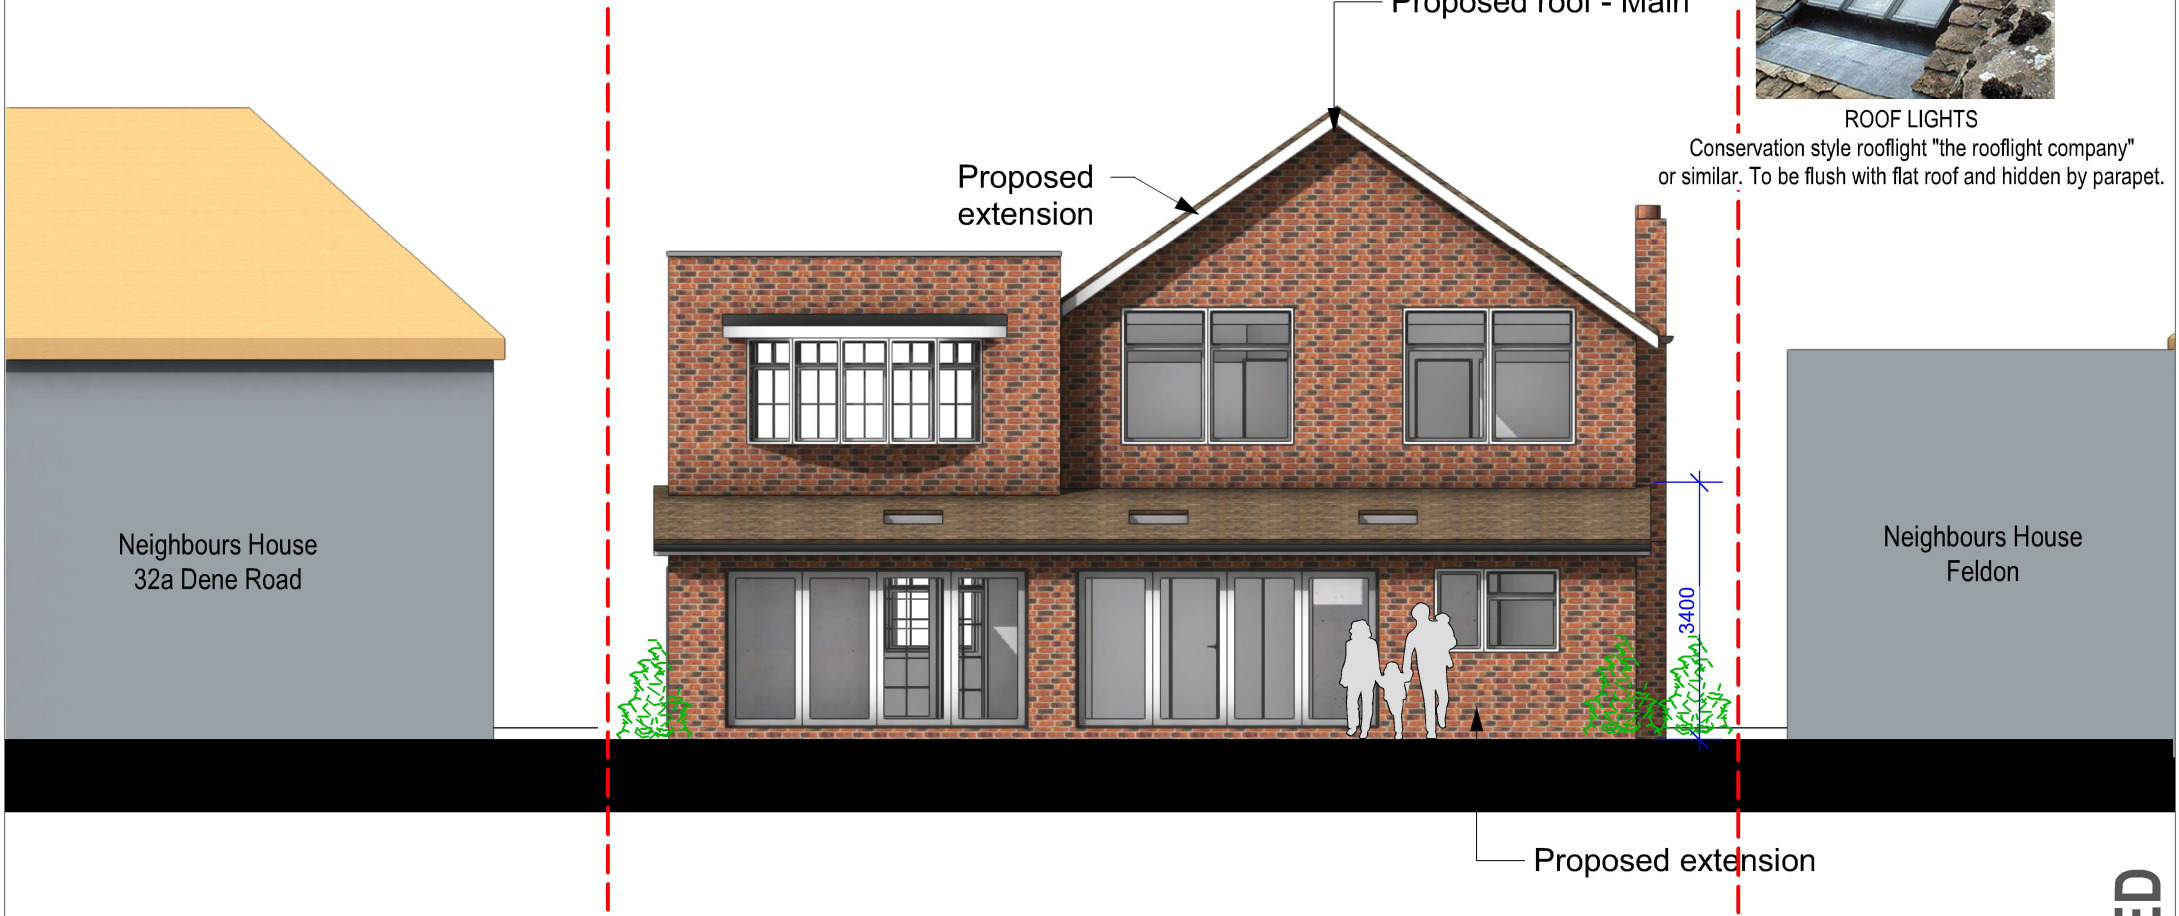 Proposed roof - Main
ROOF LIGHTS
Conservation style rooflight "the rooflight company"
or similar. To be flush with flat roof and hidden by parapet.
Proposed
extension
Neighbours House
32a Dene Road
Neighbours House
Feldon
3400
Proposed extension
ED